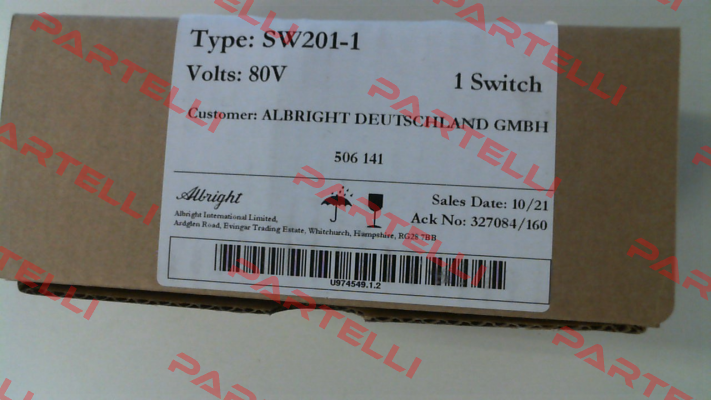 Type: SW201-1
Volts: 80V
1 Switch
Customer: ALBRIGHT DEUTSCHLAND GMBH
506 141
Albright
Sales Date: 10/21
Ack No: 327084/160
Albright International Limited,
Ardglen Road, Evingar Trading Estate, Whitchurch, Hampshire, RG28 7BB
U974549.1.2
PARTELLI
PARTELLI
PARTELLI
PARTELLI
PARTELLI
PARTELLI
PARTELLI
PARTELLI
PARTELLI